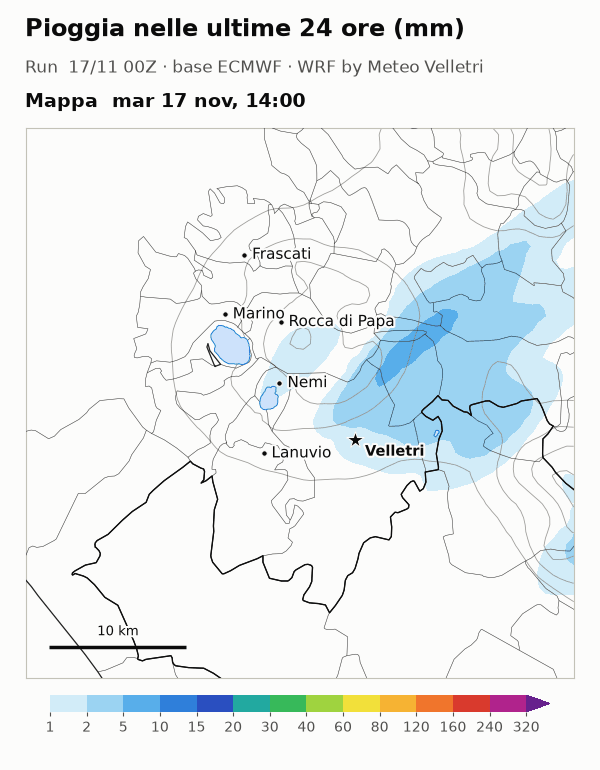 Pioggia nelle ultime 24 ore (mm)
Run  17/11 00Z · base ECMWF · WRF by Meteo Velletri
Mappa  mar 17 nov, 14:00
Frascati
Marino
Rocca di Papa
Nemi
Velletri
Lanuvio
10 km
1 2 5 10 15 20 30 40 60 80 120 160 240 320